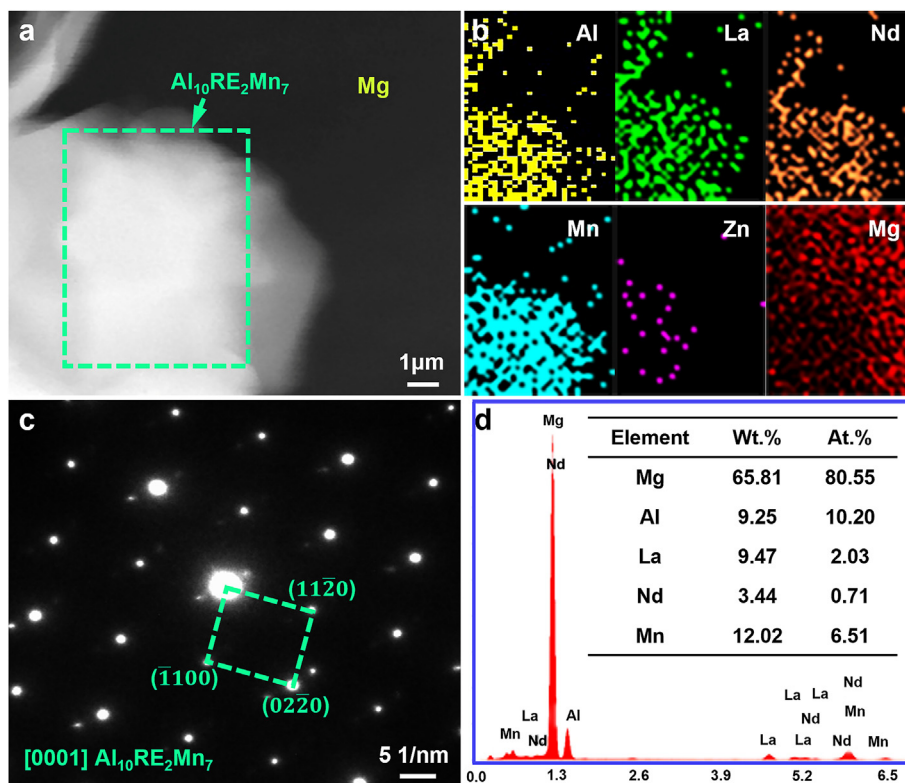 a
Al₁₀RE₂Mn₇
Mg
1μm
b
Al
La
Nd
Mn
Zn
Mg
c
(112̄0)
(1̄100)
(022̄0)
[0001] Al₁₀RE₂Mn₇
5 1/nm
d
Mg
Nd
Element Wt.% At.%
Mg 65.81 80.55
Al 9.25 10.20
La 9.47 2.03
Nd 3.44 0.71
Mn 12.02 6.51
Mn
La
Nd
Al
La
La
La
Nd
La
Nd
Mn
Nd
Mn
0.0 1.3 2.6 3.9 5.2 6.5